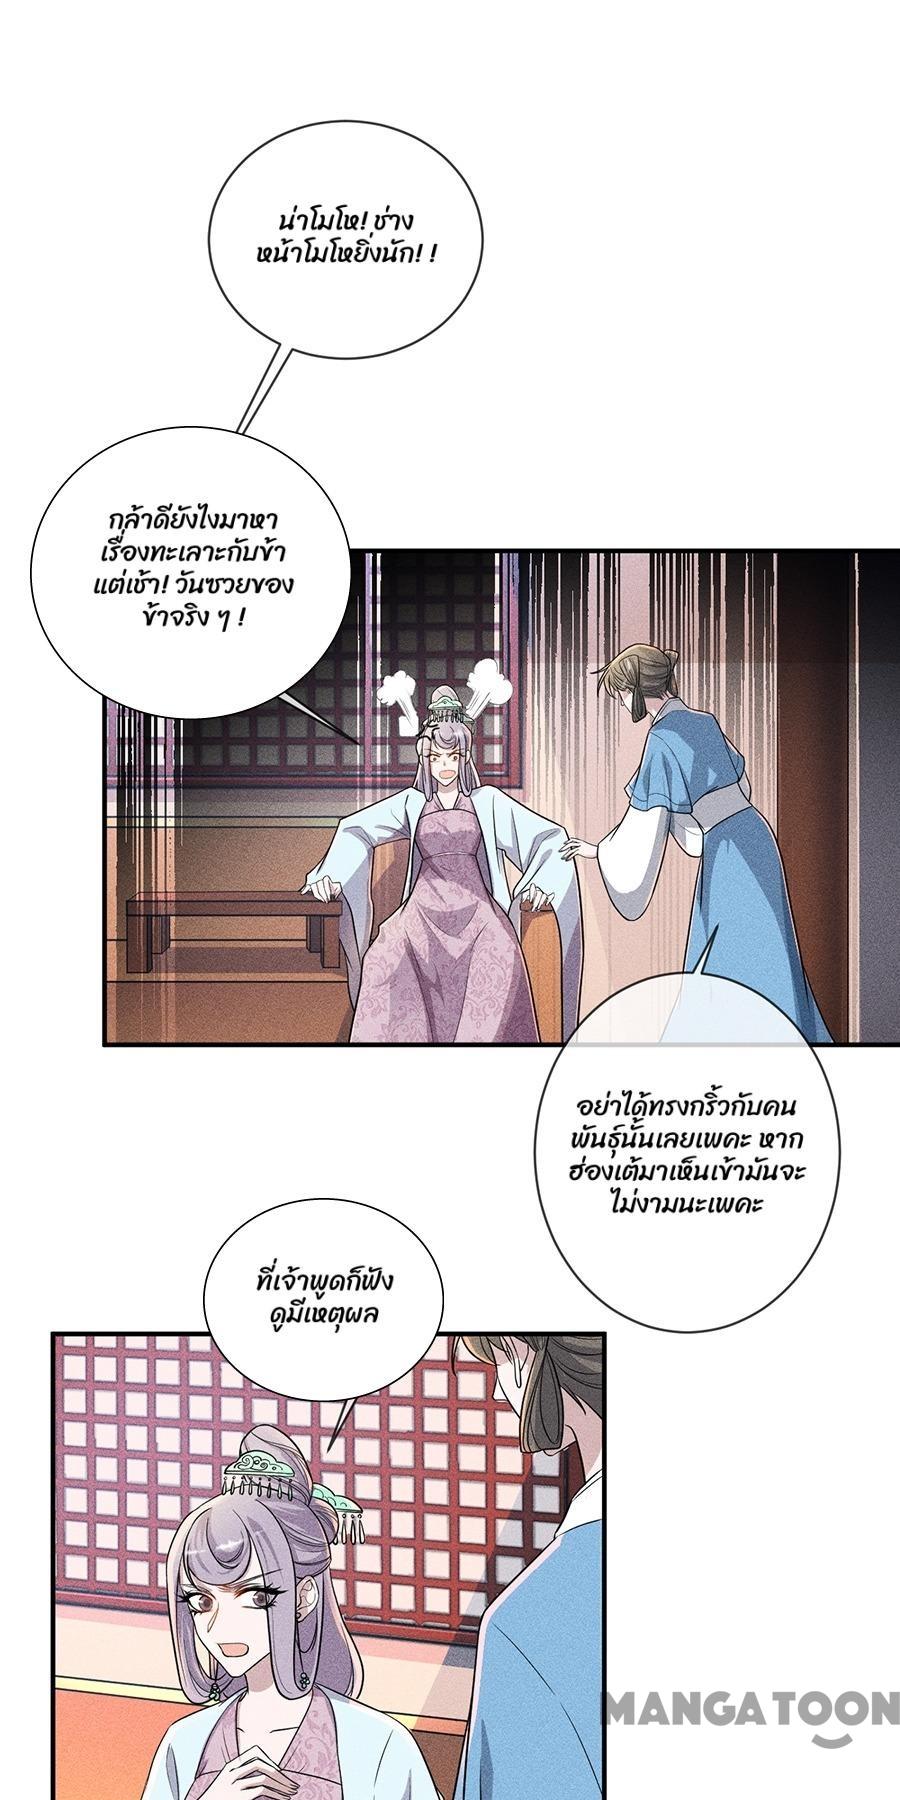 น่าโมโห! ช่าง
หน้าโมโหยิ่งนัก! !
กล้าดียังไงมาหา
เรื่องทะเลาะกับข้า
แต่เช้า! วันซวยของ
ข้าจริง ๆ !
อย่าได้ทรงกริ้วกับคน
พันธุ์นั้นเลยเพคะ หาก
ฮ่องเต้มาเห็นเข้ามันจะ
ไม่งามนะเพคะ
ที่เจ้าพูดก็ฟัง
ดูมีเหตุผล
MANGA TOON